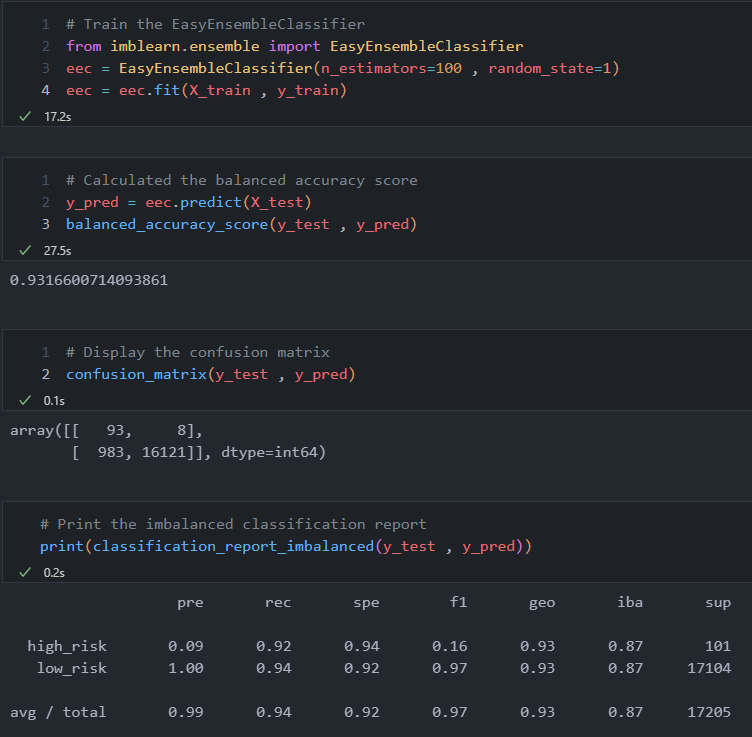 1 # Train the EasyEnsembleClassifier
2 from imblearn.ensemble import EasyEnsembleClassifier
3 eec = EasyEnsembleClassifier(n_estimators=100 , random_state=1)
4 eec = eec.fit(X_train , y_train)
✓ 17.2s
1 # Calculated the balanced accuracy score
2 y_pred = eec.predict(X_test)
3 balanced_accuracy_score(y_test , y_pred)
✓ 27.5s
0.9316600714093861
1 # Display the confusion matrix
2 confusion_matrix(y_test , y_pred)
✓ 0.1s
array([[   93,     8],
       [  983, 16121]], dtype=int64)
# Print the imbalanced classification report
print(classification_report_imbalanced(y_test , y_pred))
✓ 0.2s
                   pre       rec       spe        f1       geo       iba       sup
  high_risk       0.09      0.92      0.94      0.16      0.93      0.87       101
   low_risk       1.00      0.94      0.92      0.97      0.93      0.87     17104
avg / total       0.99      0.94      0.92      0.97      0.93      0.87     17205